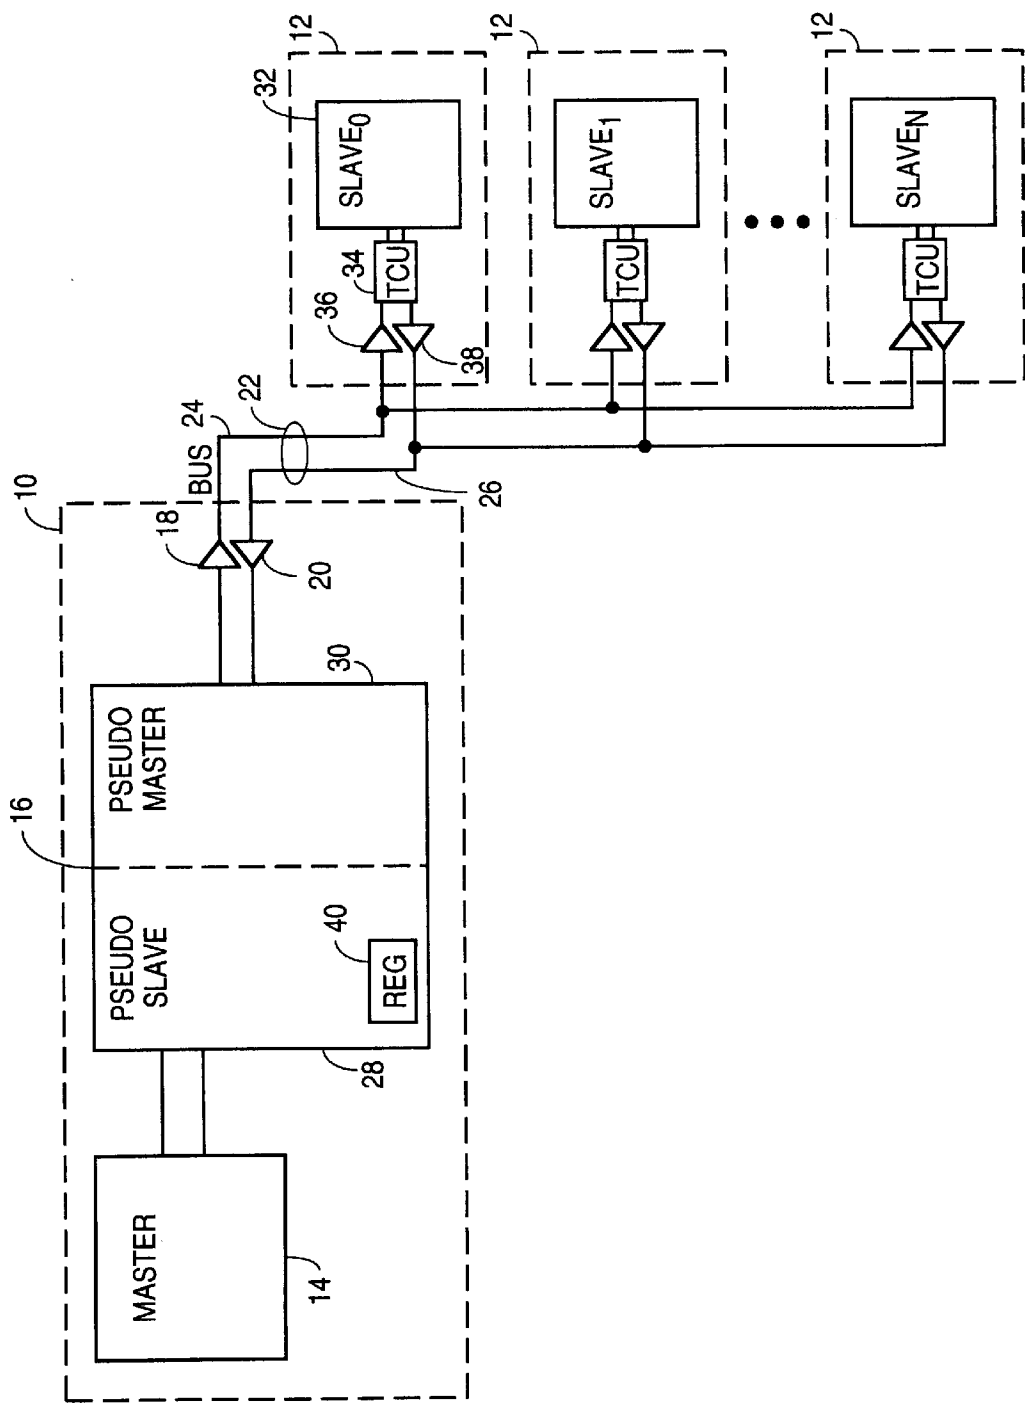 10
16
MASTER
14
PSEUDO
SLAVE
40
REG
28
PSEUDO
MASTER
30
18
20
BUS
24
22
26
12
32
SLAVE0
34
TCU
36
38
12
SLAVE1
TCU
12
SLAVEN
TCU